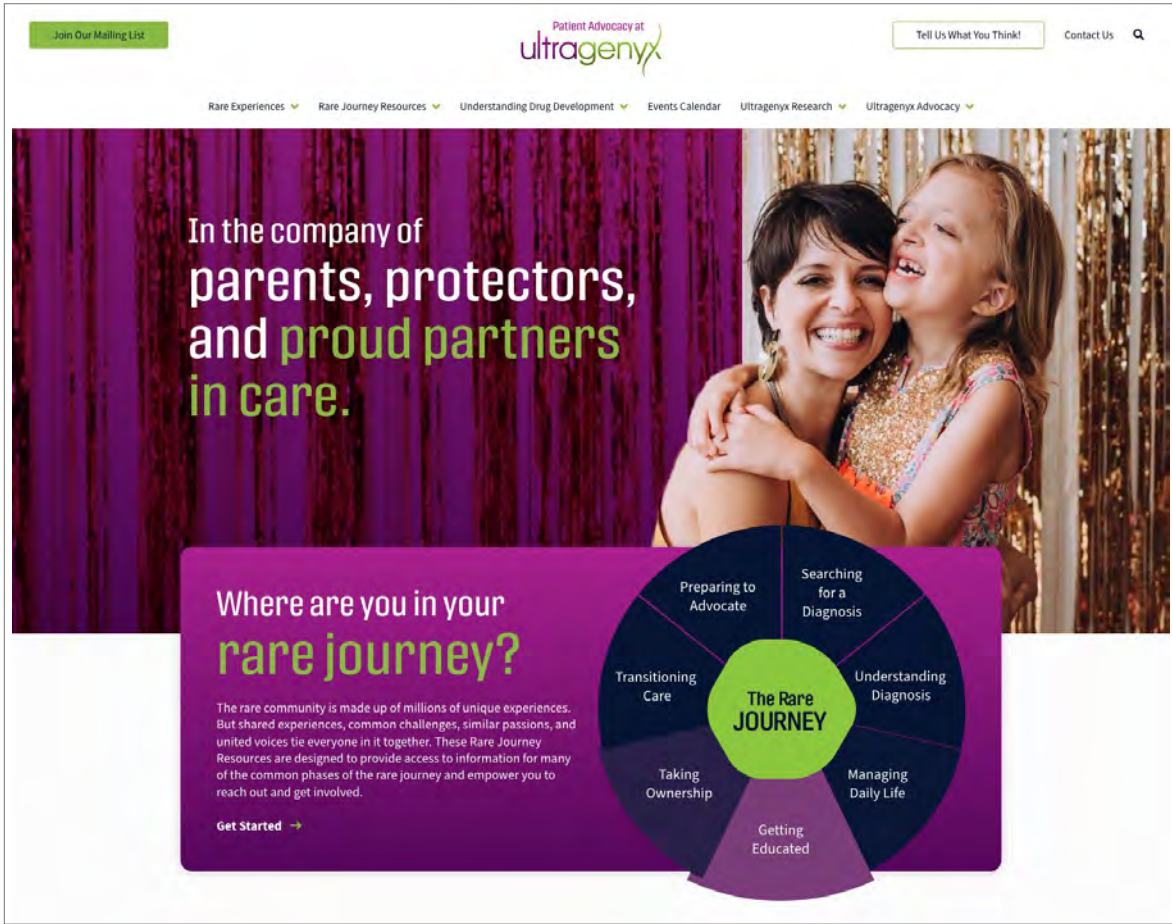 Join Our Mailing List
Patient Advocacy at
ultragenyx
Tell Us What You Think!
Contact Us
Rare Experiences
Rare Journey Resources
Understanding Drug Development
Events Calendar
Ultragenyx Research
Ultragenyx Advocacy
In the company of
parents, protectors,
and proud partners
in care.
Where are you in your
rare journey?
The rare community is made up of millions of unique experiences.
But shared experiences, common challenges, similar passions, and
united voices tie everyone in it together. These Rare Journey
Resources are designed to provide access to information for many
of the common phases of the rare journey and empower you to
reach out and get involved.
Get Started
The Rare
JOURNEY
Searching
for a
Diagnosis
Understanding
Diagnosis
Managing
Daily Life
Getting
Educated
Taking
Ownership
Transitioning
Care
Preparing to
Advocate